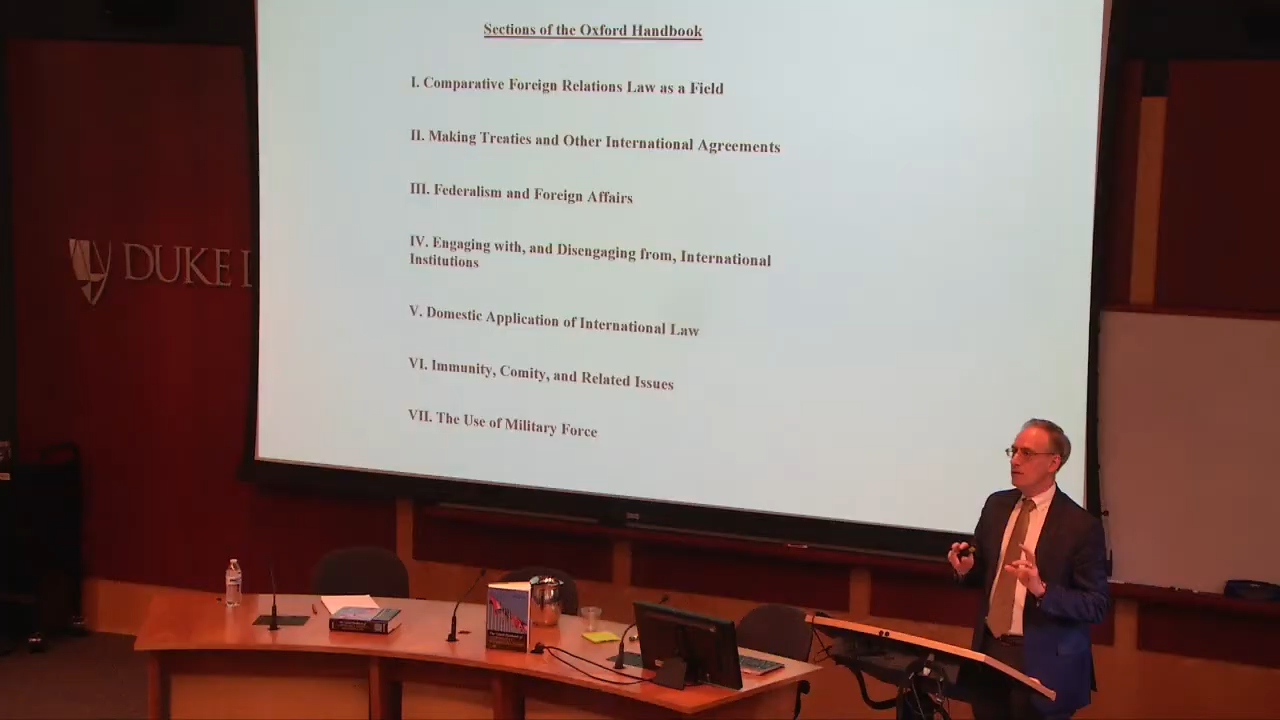 Sections of the Oxford Handbook
I. Comparative Foreign Relations Law as a Field
II. Making Treaties and Other International Agreements
III. Federalism and Foreign Affairs
IV. Engaging with, and Disengaging from, International
Institutions
V. Domestic Application of International Law
VI. Immunity, Comity, and Related Issues
VII. The Use of Military Force
DUKE